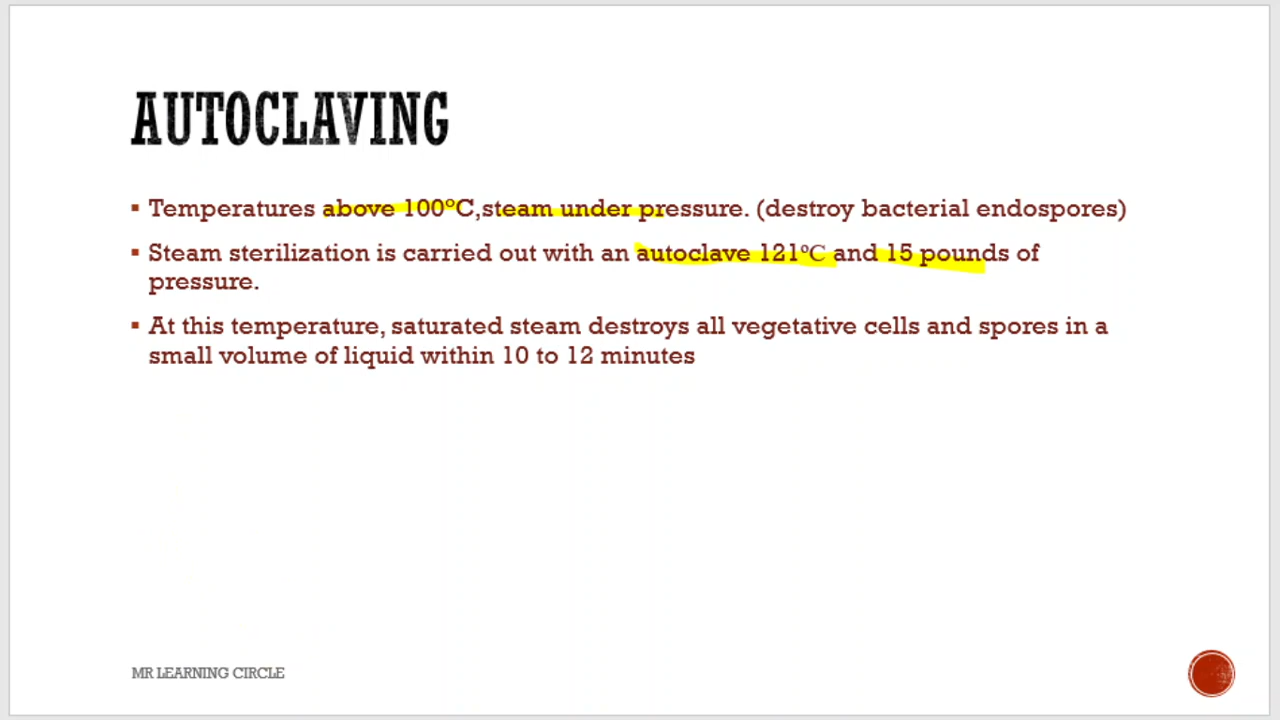 AUTOCLAVING
▪ Temperatures above 100°C,steam under pressure. (destroy bacterial endospores)
▪ Steam sterilization is carried out with an autoclave 121°C and 15 pounds of
pressure.
▪ At this temperature, saturated steam destroys all vegetative cells and spores in a
small volume of liquid within 10 to 12 minutes
MR LEARNING CIRCLE